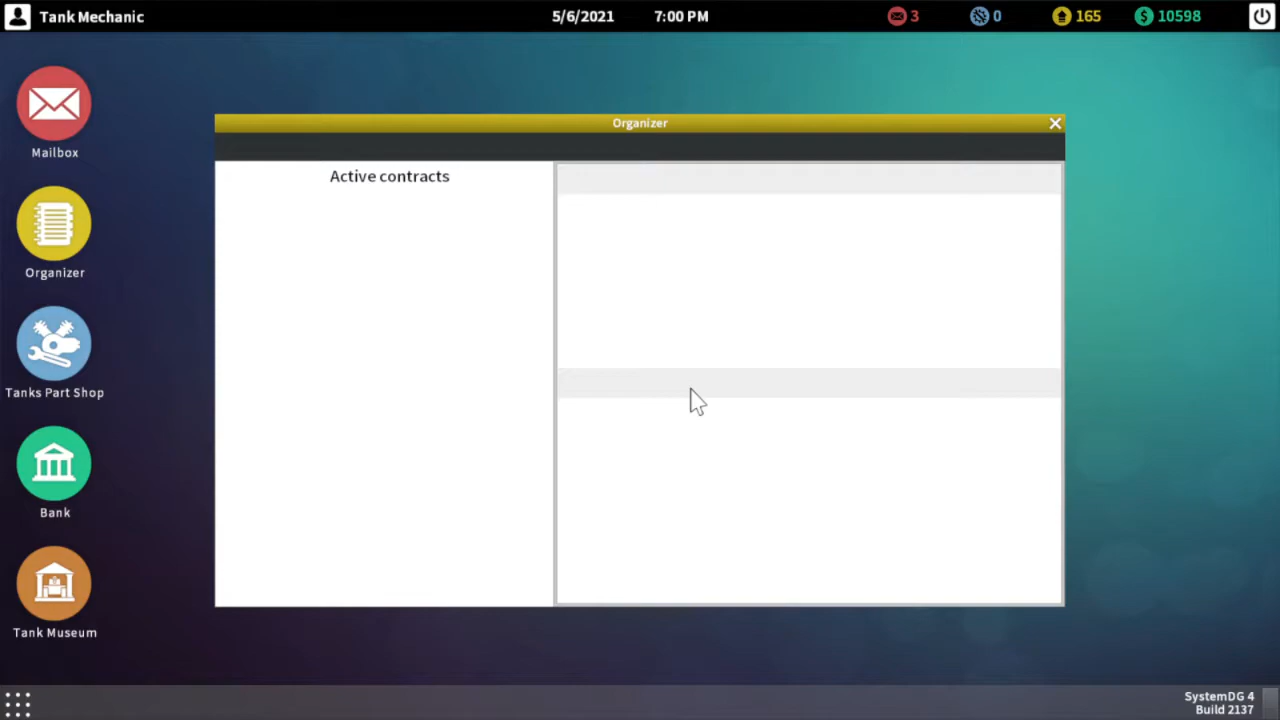 Tank Mechanic
5/6/2021
7:00 PM
3
0
165
10598
Mailbox
Organizer
Tanks Part Shop
Bank
Tank Museum
Organizer
Active contracts
SystemDG 4
Build 2137